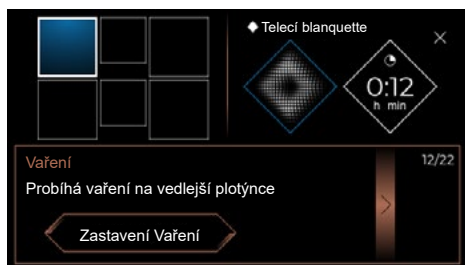 Telecí blanquette
0:12
h min
Vaření
12/22
Probíhá vaření na vedlejší plotýnce
Zastavení Vaření